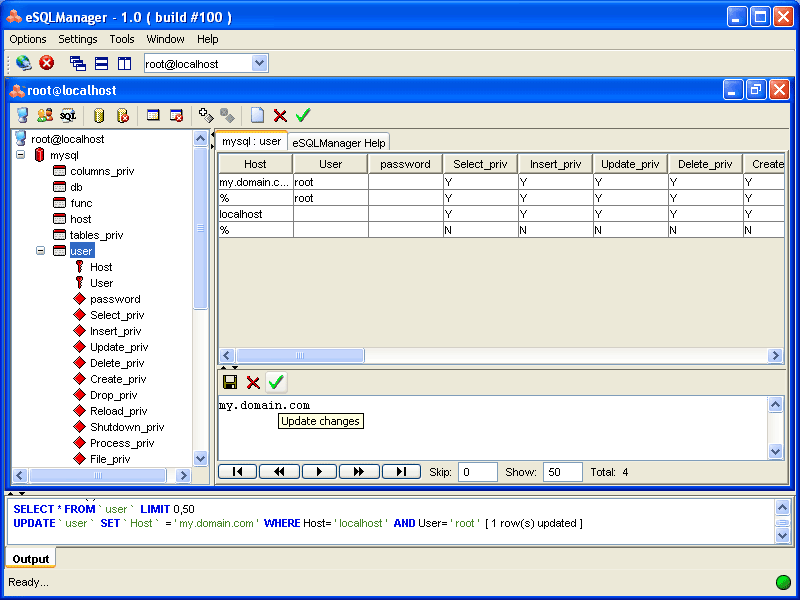 eSQLManager - 1.0 ( build #100 )
Options Settings Tools Window Help
root@localhost
root@localhost
SQL
root@localhost
mysql
columns_priv
db
func
host
tables_priv
user
Host
User
password
Select_priv
Insert_priv
Update_priv
Delete_priv
Create_priv
Drop_priv
Reload_priv
Shutdown_priv
Process_priv
File_priv
mysql : user eSQLManager Help
Host User password Select_priv Insert_priv Update_priv Delete_priv Create
my.domain.c... root Y Y Y Y Y
% root Y Y Y Y Y
localhost Y Y Y Y Y
% N N N N N
my.domain.com
Update changes
Skip: 0 Show: 50 Total: 4
SELECT * FROM ` user ` LIMIT 0,50
UPDATE ` user ` SET ` Host ` = ' my.domain.com ' WHERE Host= ' localhost ' AND User= ' root ' [ 1 row(s) updated ]
Output
Ready...